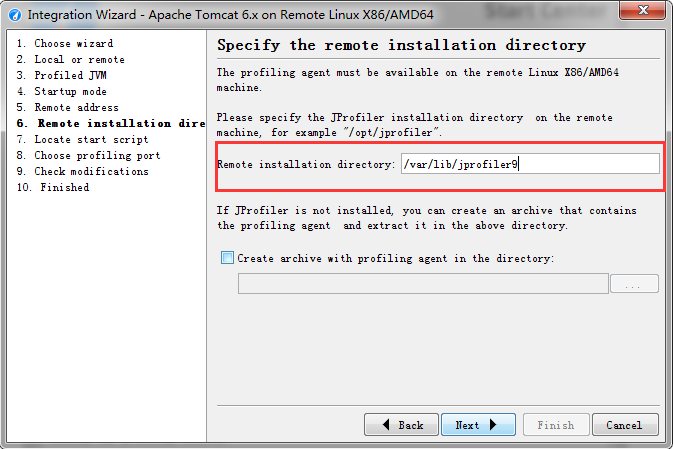 Integration Wizard - Apache Tomcat 6.x on Remote Linux X86/AMD64
1. Choose wizard
2. Local or remote
3. Profiled JVM
4. Startup mode
5. Remote address
6. Remote installation dire
7. Locate start script
8. Choose profiling port
9. Check modifications
10. Finished
Specify the remote installation directory
The profiling agent must be available on the remote Linux X86/AMD64
machine.
Please specify the JProfiler installation directory on the remote
machine, for example "/opt/jprofiler".
Remote installation directory: /var/lib/jprofiler9
If JProfiler is not installed, you can create an archive that contains
the profiling agent and extract it in the above directory.
Create archive with profiling agent in the directory:
...
Back Next Finish Cancel